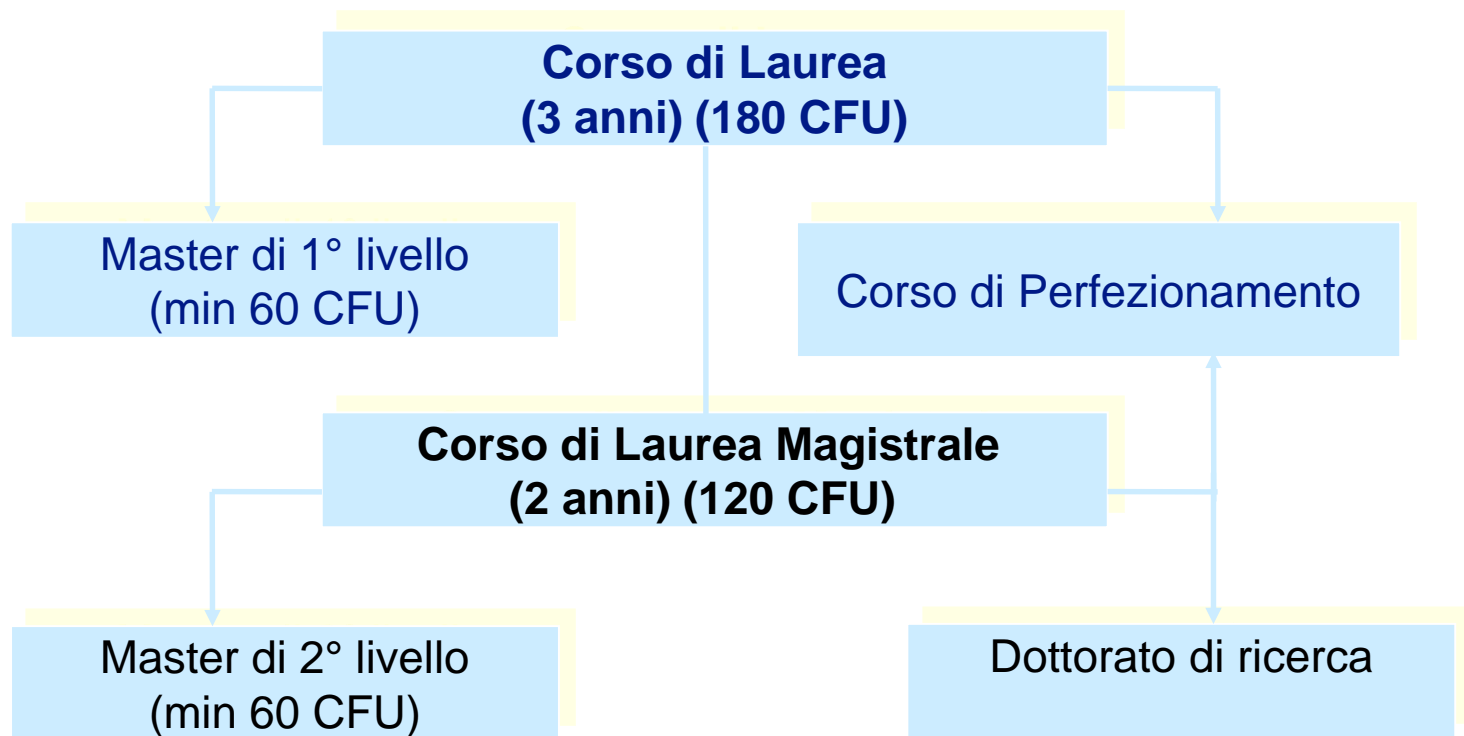 Corso di Laurea
(3 anni) (180 CFU)
Master di 1° livello
(min 60 CFU)
Corso di Perfezionamento
Corso di Laurea Magistrale
(2 anni) (120 CFU)
Master di 2° livello
(min 60 CFU)
Dottorato di ricerca